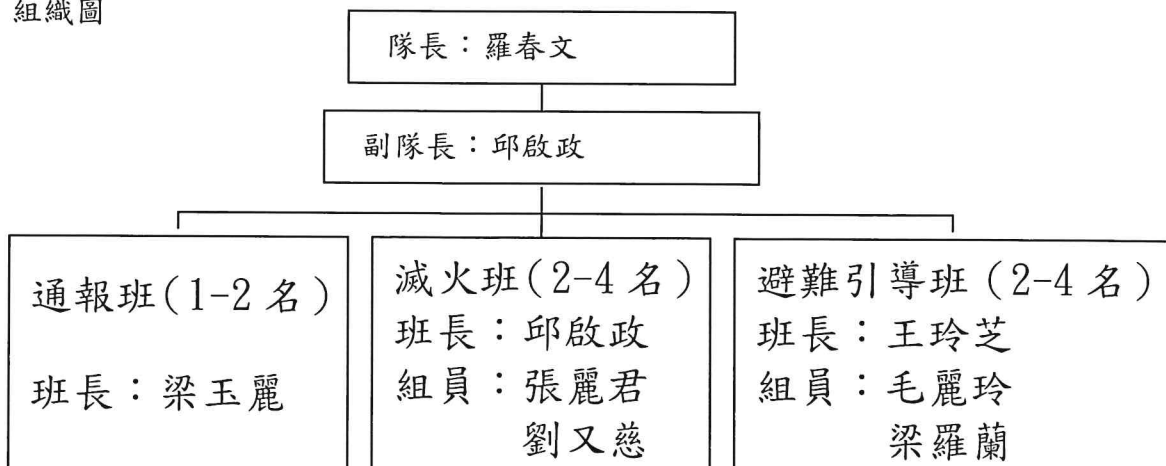 組織圖
隊長：羅春文
副隊長：邱啟政
通報班(1-2 名)
班長：梁玉麗
滅火班(2-4 名)
班長：邱啟政
組員：張麗君
劉又慈
避難引導班 (2-4 名)
班長：王玲芝
組員：毛麗玲
梁羅蘭